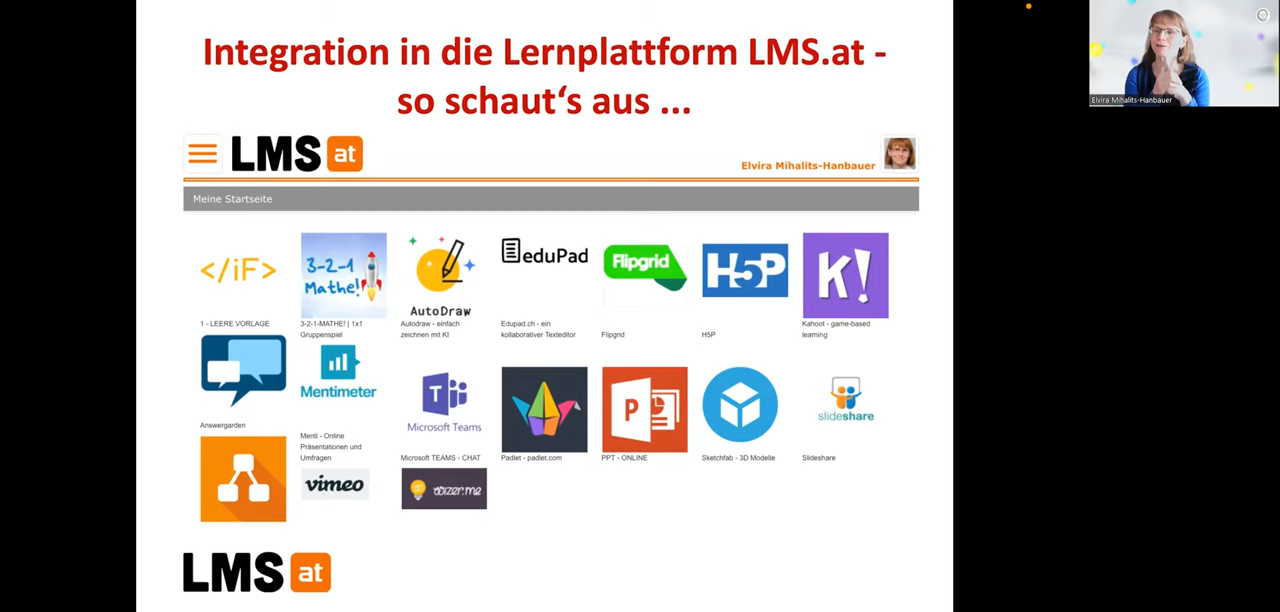 Integration in die Lernplattform LMS.at -
so schaut‘s aus ...
Elvira Mihalits-Hanbauer
LMS at
Elvira Mihalits-Hanbauer
Meine Startseite
</iF>
1 - LEERE VORLAGE
3-2-1
Mathe!
3-2-1-MATHE! | 1x1
Gruppenspiel
AutoDraw
Autodraw - einfach
zeichnen mit KI
eduPad
Edupad.ch - ein
kollaborativer Texteditor
Flipgrid
Flipgrid
H5P
H5P
K!
Kahoot - game-based
learning
Answergarden
Mentimeter
Menti - Online
Präsentationen und
Umfragen
T
Microsoft Teams
Microsoft TEAMS - CHAT
Padlet - padlet.com
P
PPT - ONLINE
Sketchfab - 3D Modelle
slideshare
Slideshare
vimeo
wizer.me
LMS at